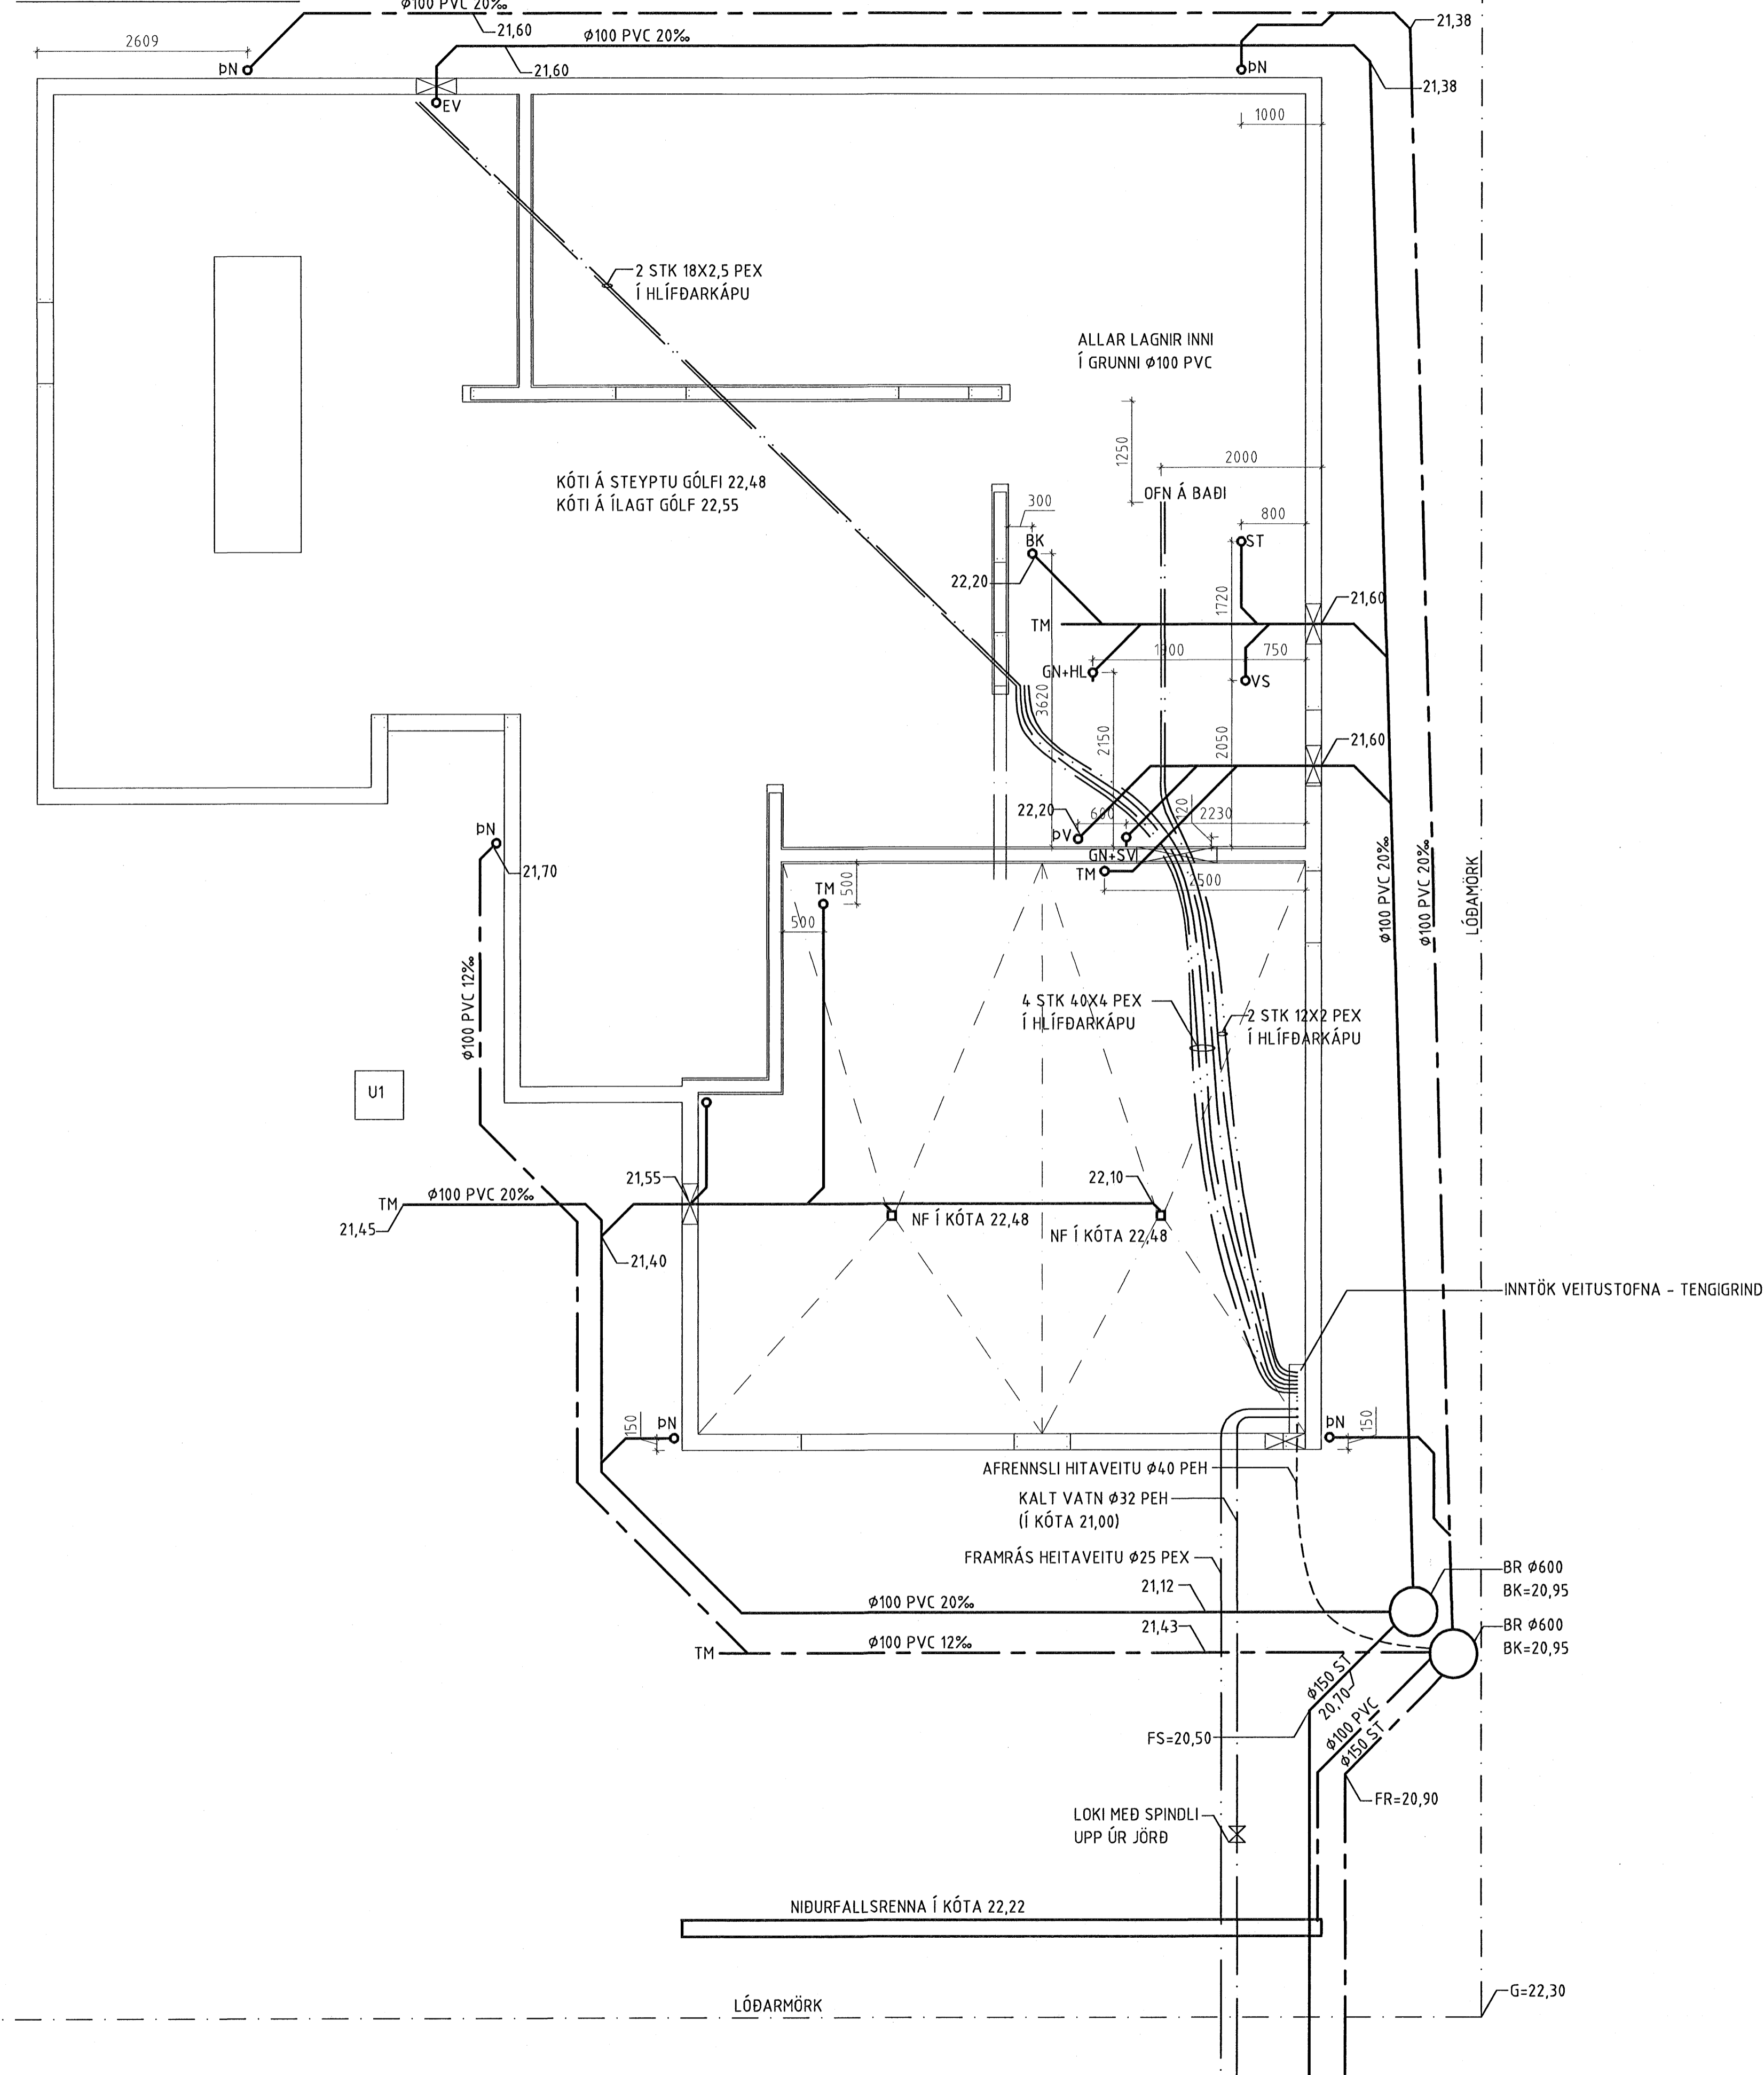 Ø100 PVC 20‰
21,60
2609
Ø100 PVC 20‰
21,38
ÞN
21,60
ÞN
21,38
EV
1000
2 STK 18X2,5 PEX
Í HLÍFÐARKÁPU
ALLAR LAGNIR INNI
Í GRUNNI Ø100 PVC
1250
2000
KÓTI Á STEYPTU GÓLFI 22,48
KÓTI Á ÍLAGT GÓLF 22,55
OFN Á BAÐI
300
800
BK
ST
22,20
1720
21,60
TM
1900
750
GN+HL
VS
3620
2150
2050
21,60
22,20
600
120
2230
ÞV
GN+SV
ÞN
21,70
TM
2500
TM
500
500
Ø100 PVC 20‰
Ø100 PVC 20‰
LÓÐAMÖRK
Ø100 PVC 12‰
4 STK 40X4 PEX
Í HLÍFÐARKÁPU
2 STK 12X2 PEX
Í HLÍFÐARKÁPU
U1
21,55
22,10
TM
Ø100 PVC 20‰
21,45
NF Í KÓTA 22,48
NF Í KÓTA 22,48
21,40
INNTÖK VEITUSTOFNA - TENGIGRIND
150
ÞN
ÞN
150
AFRENNSLI HITAVEITU Ø40 PEH
KALT VATN Ø32 PEH
(Í KÓTA 21,00)
FRAMRÁS HEITAVEITU Ø25 PEX
BR Ø600
BK=20,95
21,12
Ø100 PVC 20‰
BR Ø600
BK=20,95
21,43
Ø100 PVC 12‰
TM
Ø150 ST
20,70
Ø100 PVC
Ø150 ST
FS=20,50
FR=20,90
LOKI MEÐ SPINDLI
UPP ÚR JÖRÐ
NIÐURFALLSRENNA Í KÓTA 22,22
G=22,30
LÓÐARMÖRK